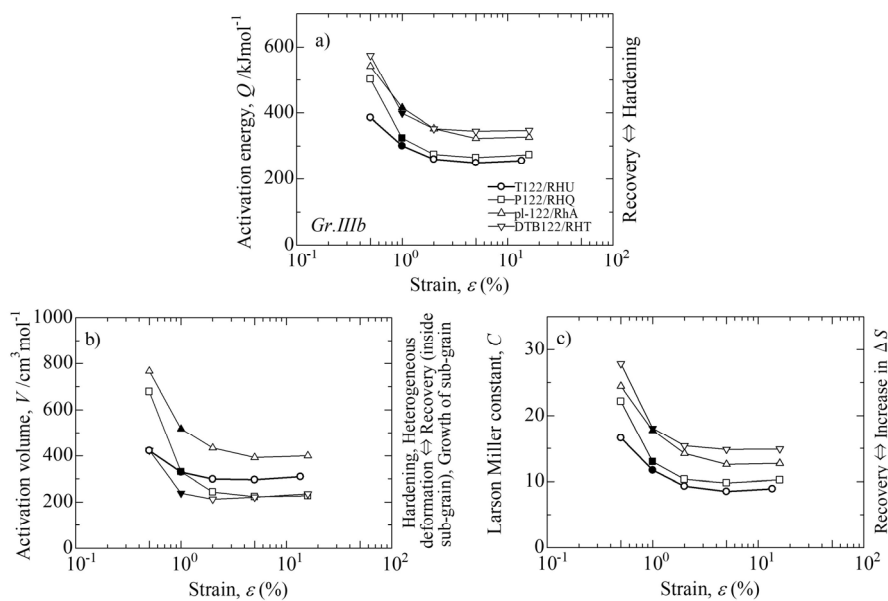 a)
600
400
200
0
Activation energy, Q /kJmol⁻¹
Gr.IIIb
T122/RHU
P122/RHQ
pl-122/RhA
DTB122/RHT
10⁻¹ 10⁰ 10¹ 10²
Strain, ε (%)
Recovery ⇔ Hardening
b)
1000
800
600
400
200
0
Activation volume, V /cm³mol⁻¹
10⁻¹ 10⁰ 10¹ 10²
Strain, ε (%)
Hardening, Heterogeneous
deformation ⇔ Recovery (inside
sub-grain), Growth of sub-grain
c)
30
20
10
0
Larson Miller constant, C
10⁻¹ 10⁰ 10¹ 10²
Strain, ε (%)
Recovery ⇔ Increase in ΔS